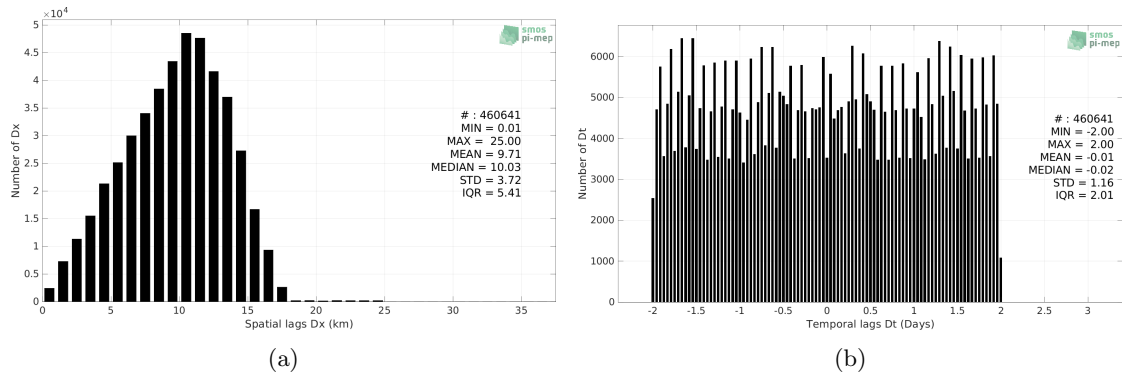 ×10⁴
5
4.5
4
3.5
3
2.5
2
1.5
1
0.5
0
Number of Dx
0 5 10 15 20 25 30 35
Spatial lags Dx (km)
smos
pi-mep
# : 460641
MIN = 0.01
MAX = 25.00
MEAN = 9.71
MEDIAN = 10.03
STD = 3.72
IQR = 5.41
(a)
6000
5000
4000
3000
2000
1000
0
Number of Dt
-2 -1.5 -1 -0.5 0 0.5 1 1.5 2 2.5 3
Temporal lags Dt (Days)
smos
pi-mep
# : 460641
MIN = -2.00
MAX = 2.00
MEAN = -0.01
MEDIAN = -0.02
STD = 1.16
IQR = 2.01
(b)